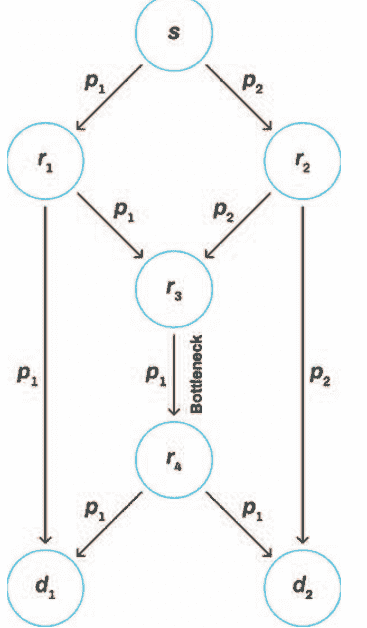 s
p₁ p₂
r₁ r₂
p₁ p₂
r₃
p₁ p₁ Bottleneck p₂
r₄
p₁ p₁
d₁ d₂